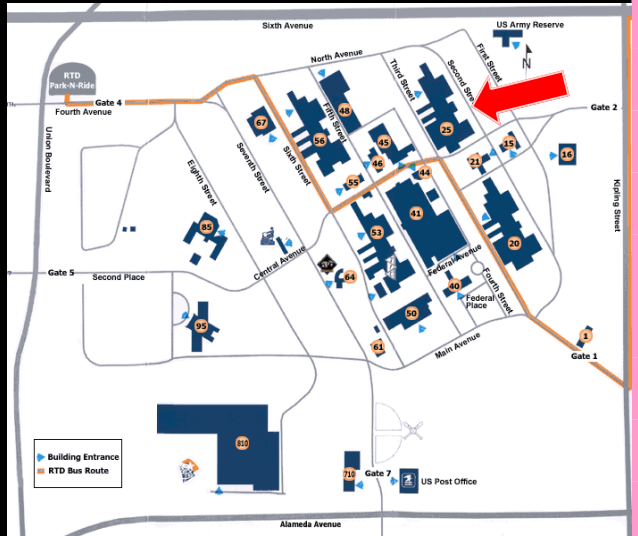 Sixth Avenue
US Army Reserve
N
RTD
Park-N-Ride
North Avenue
First Street
Third Street
Second Stre
Gate 4
Fourth Avenue
Gate 2
Fifth Street
48
67
56
45
25
15
16
46
21
44
55
Union Boulevard
Sixth Street
Seventh Street
Eighth Street
Kipling Street
85
53
41
20
Central Avenue
Federal Avenue
Gate 5
Second Place
64
40
Fourth Street
Federal
Place
95
50
61
Main Avenue
1
Gate 1
810
Building Entrance
RTD Bus Route
710
Gate 7
US Post Office
Alameda Avenue